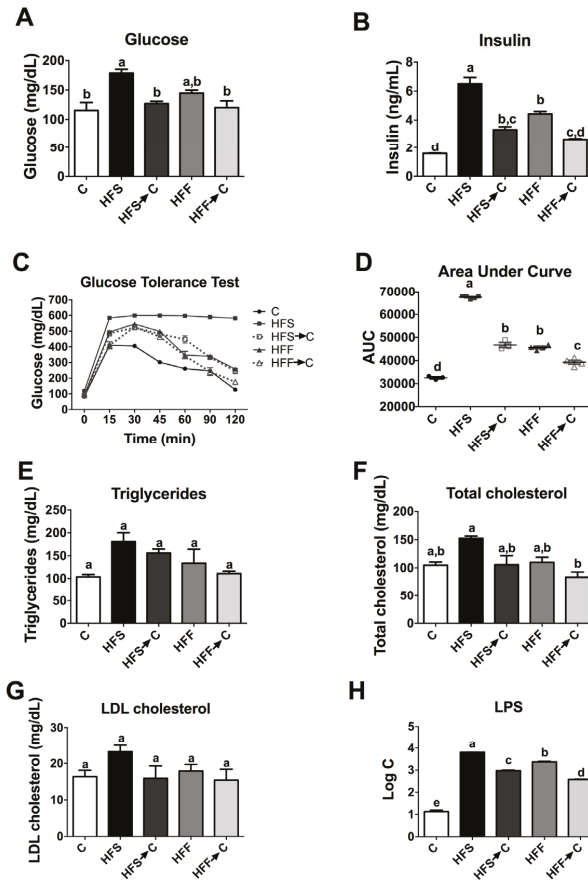 A
Glucose
Glucose (mg/dL)
200
150
100
50
0
b
a
b
a,b
b
C
HFS
HFS→C
HFF
HFF→C
B
Insulin
Insulin (ng/mL)
8
6
4
2
0
d
a
b,c
b
c,d
C
HFS
HFS→C
HFF
HFF→C
C
Glucose Tolerance Test
Glucose (mg/dL)
700
600
500
400
300
200
100
0
0 15 30 45 60 90 120
Time (min)
C
HFS
HFS→C
HFF
HFF→C
D
Area Under Curve
AUC
70000
60000
50000
40000
30000
20000
d
a
b
b
c
C
HFS
HFS→C
HFF
HFF→C
E
Triglycerides
Triglycerides (mg/dL)
250
200
150
100
50
0
a
a
a
a
a
C
HFS
HFS→C
HFF
HFF→C
F
Total cholesterol
Total cholesterol (mg/dL)
200
150
100
50
0
a,b
a
a,b
a,b
b
C
HFS
HFS→C
HFF
HFF→C
G
LDL cholesterol
LDL cholesterol (mg/dL)
30
20
10
0
a
a
a
a
a
C
HFS
HFS→C
HFF
HFF→C
H
LPS
Log C
5
4
3
2
1
0
e
a
c
b
d
C
HFS
HFS→C
HFF
HFF→C